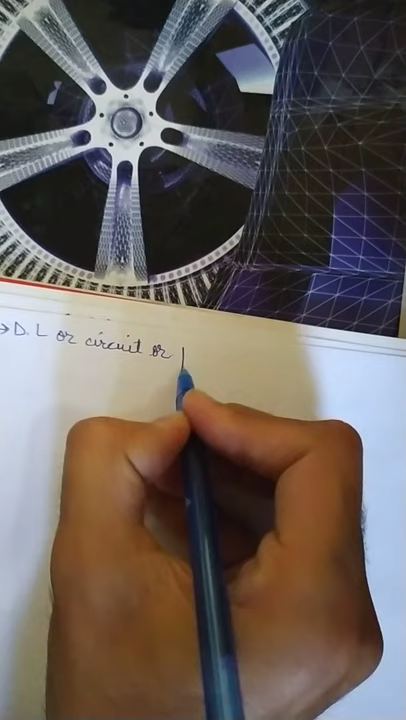 → D.L or circuit or